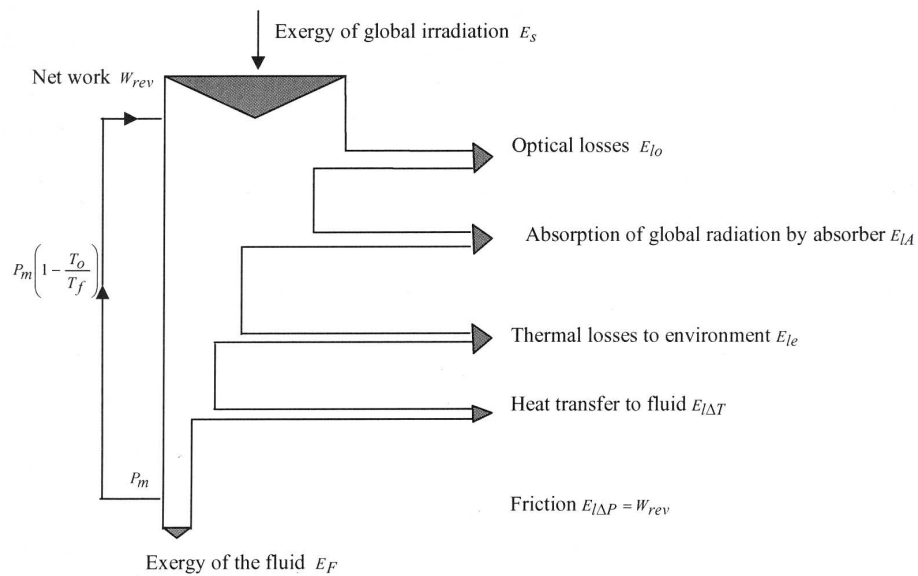 Exergy of global irradiation E_s
Net work W_rev
Optical losses E_lo
Absorption of global radiation by absorber E_lA
P_m(1 - T_o/T_f)
Thermal losses to environment E_le
Heat transfer to fluid E_lΔT
P_m
Friction E_lΔP = W_rev
Exergy of the fluid E_F